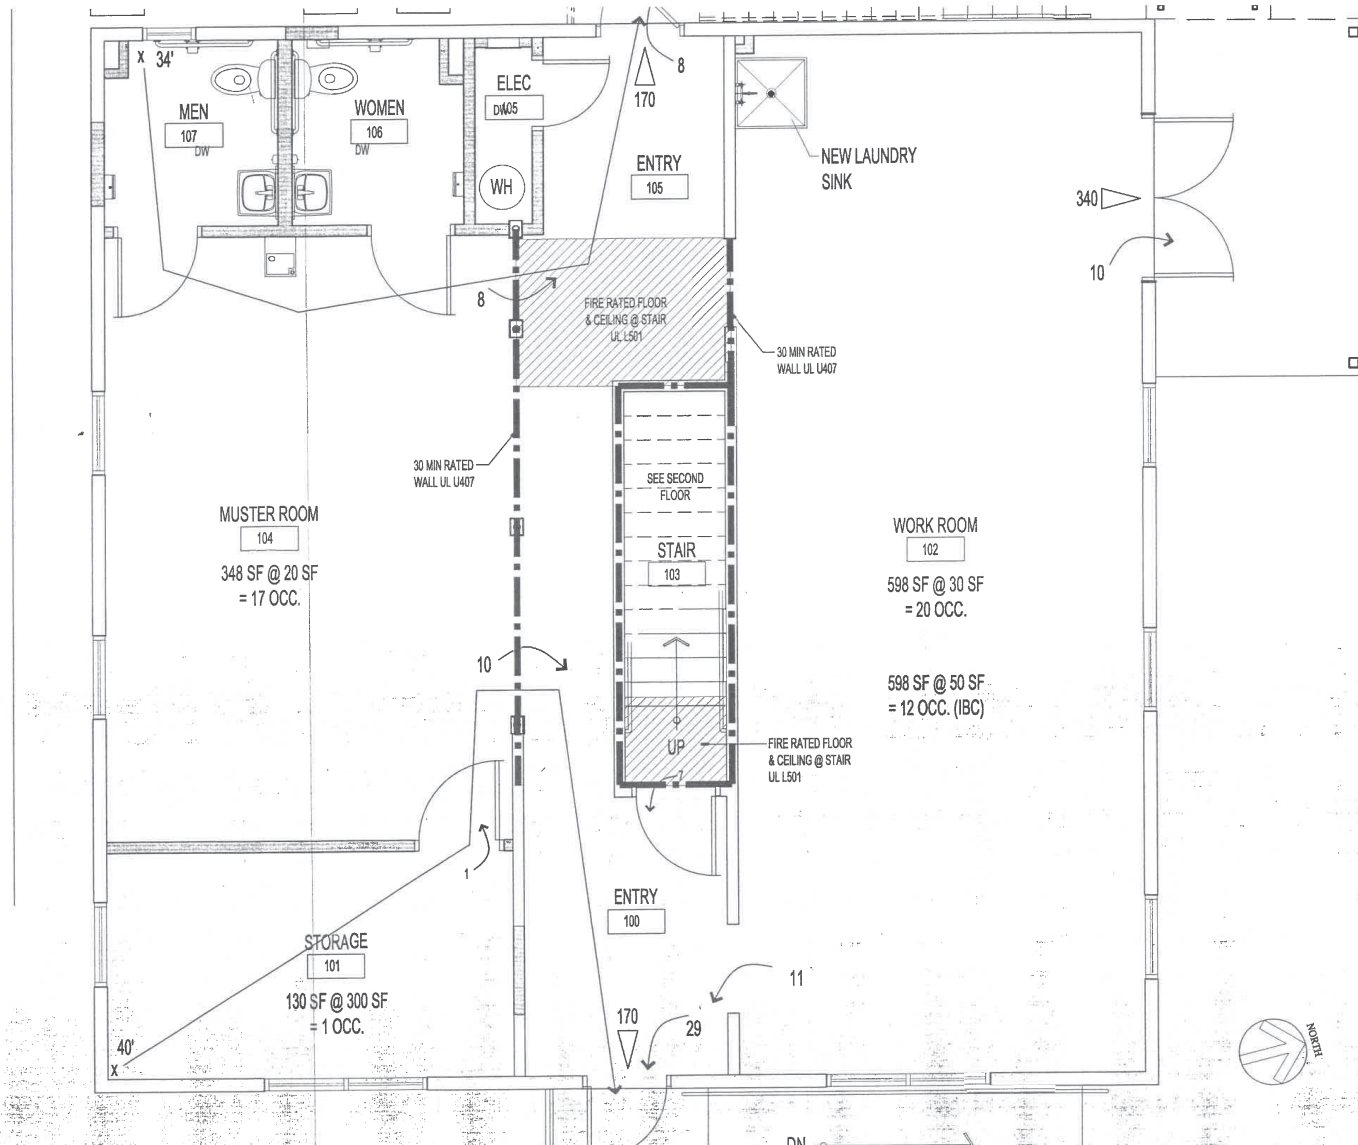 X 34'
8
170
ELEC
DW 105
MEN
107
DW
WOMEN
106
DW
WH
ENTRY
105
NEW LAUNDRY
SINK
340
10
8
FIRE RATED FLOOR
& CEILING @ STAIR
UL L501
30 MIN RATED
WALL UL U407
30 MIN RATED
WALL UL U407
SEE SECOND
FLOOR
MUSTER ROOM
104
348 SF @ 20 SF
= 17 OCC.
STAIR
103
WORK ROOM
102
598 SF @ 30 SF
= 20 OCC.
10
598 SF @ 50 SF
= 12 OCC. (IBC)
UP
FIRE RATED FLOOR
& CEILING @ STAIR
UL L501
7
1
ENTRY
100
STORAGE
101
130 SF @ 300 SF
= 1 OCC.
11
170
29
40'
X
NORTH
DN